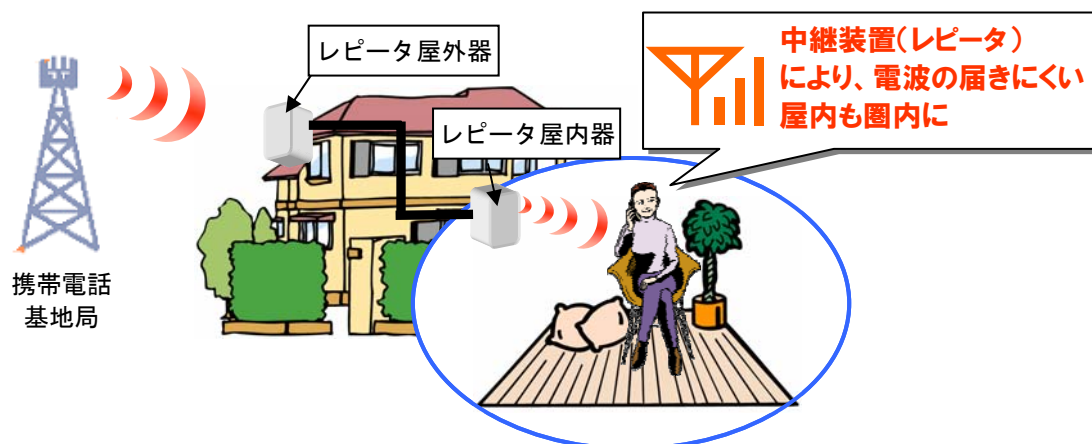 レピータ屋外器
中継装置(レピータ)
により、電波の届きにくい
屋内も圏内に
レピータ屋内器
携帯電話
基地局